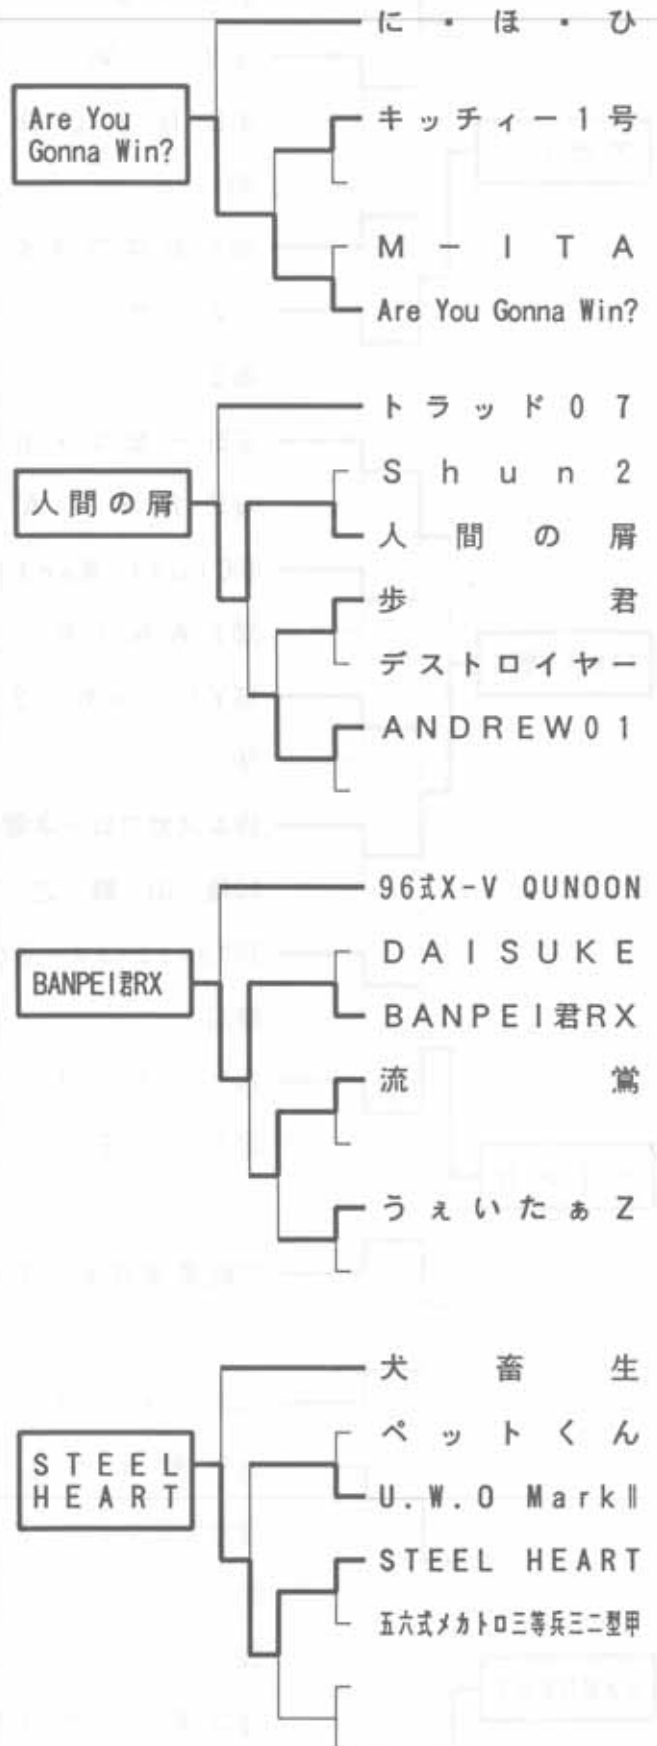 に・ほ・ひ
Are You
Gonna Win?
キッチィー1号
M-ITA
Are You Gonna Win?
トラッド07
Shun2
人間の屑
人間の屑
歩君
デストロイヤー
ANDREW01
96式X-V QUNOON
DAISUKE
BANPEI君RX
BANPEI君RX
流鴬
うぇいたぁZ
犬畜生
ペットくん
STEEL
HEART
U.W.O MarkⅡ
STEEL HEART
五六式メカトロ三等兵三二型甲